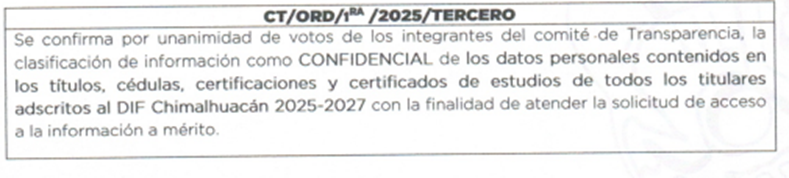 CT/ORD/1RA /2025/TERCERO
Se confirma por unanimidad de votos de los integrantes del comité de Transparencia, la
clasificación de información como CONFIDENCIAL de los datos personales contenidos en
los títulos, cédulas, certificaciones y certificados de estudios de todos los titulares
adscritos al DIF Chimalhuacán 2025-2027 con la finalidad de atender la solicitud de acceso
a la información a mérito.